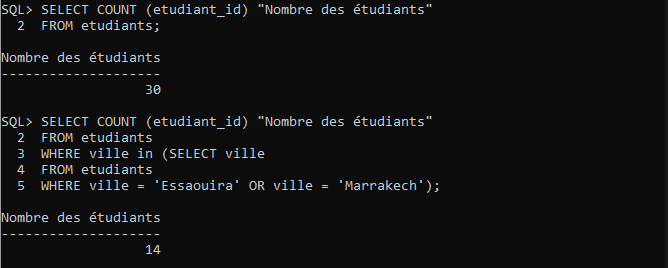 SQL> SELECT COUNT (etudiant_id) "Nombre des étudiants"
  2  FROM etudiants;
Nombre des étudiants
--------------------
                  30
SQL> SELECT COUNT (etudiant_id) "Nombre des étudiants"
  2  FROM etudiants
  3  WHERE ville in (SELECT ville
  4  FROM etudiants
  5  WHERE ville = 'Essaouira' OR ville = 'Marrakech');
Nombre des étudiants
--------------------
                  14